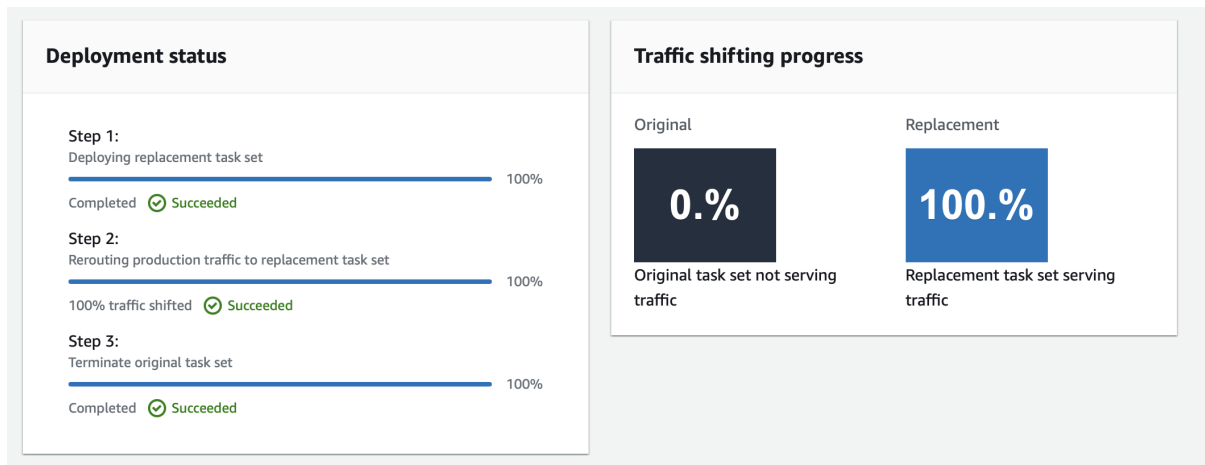 Deployment status
Step 1:
Deploying replacement task set
100%
Completed Succeeded
Step 2:
Rerouting production traffic to replacement task set
100%
100% traffic shifted Succeeded
Step 3:
Terminate original task set
100%
Completed Succeeded
Traffic shifting progress
Original
0.%
Original task set not serving
traffic
Replacement
100.%
Replacement task set serving
traffic